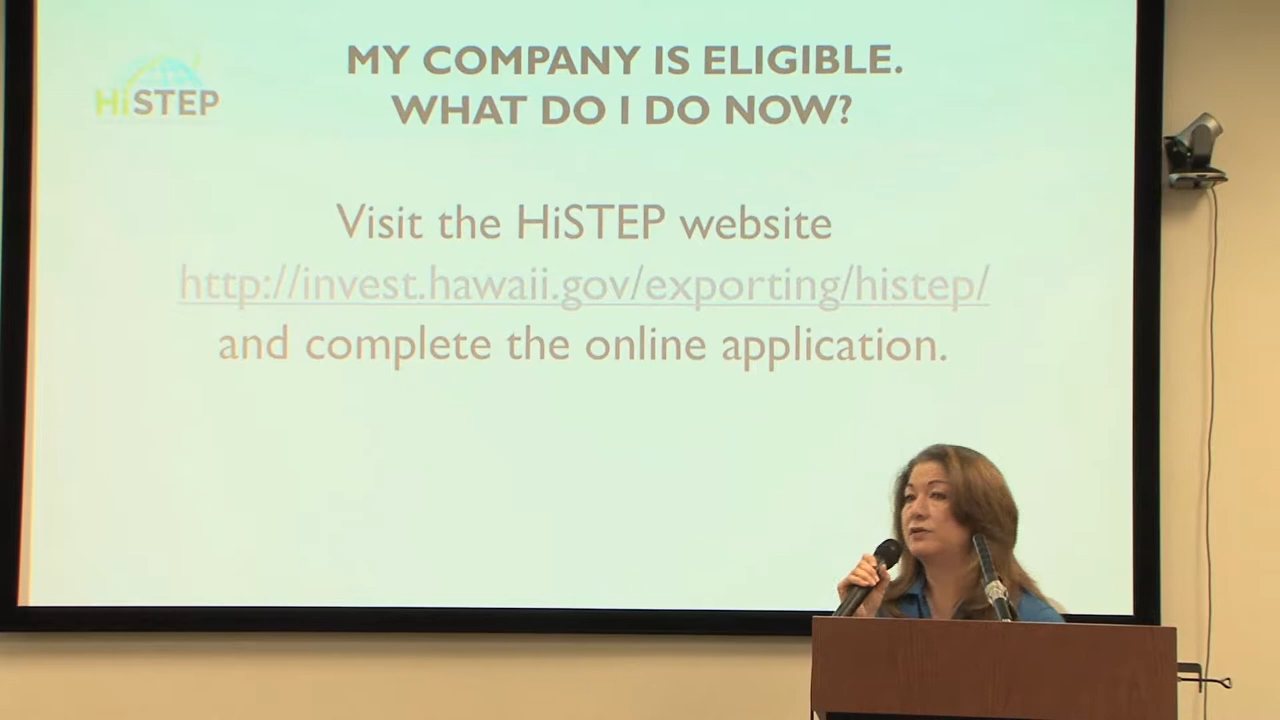 MY COMPANY IS ELIGIBLE.
WHAT DO I DO NOW?
HiSTEP
Visit the HiSTEP website
http://invest.hawaii.gov/exporting/histep/
and complete the online application.